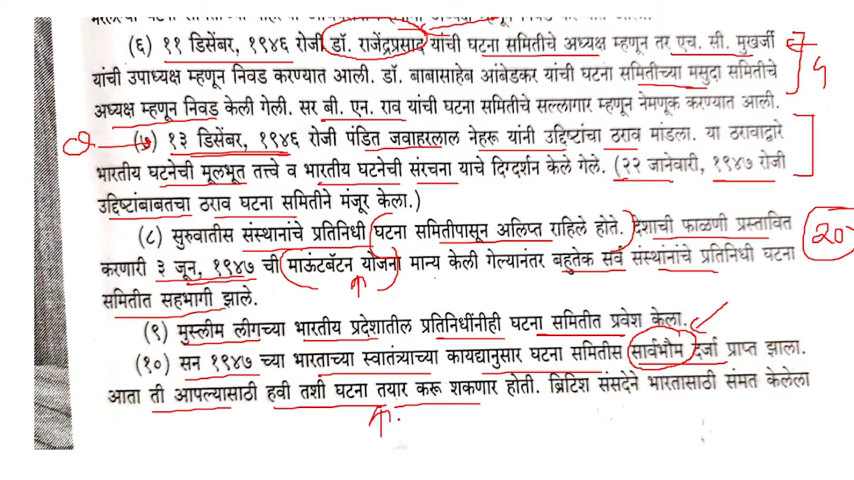 (६) ११ डिसेंबर, १९४६ रोजी डॉ. राजेंद्रप्रसाद यांची घटना समितीचे अध्यक्ष म्हणून तर एच. सी. मुखर्जी
यांची उपाध्यक्ष म्हणून निवड करण्यात आली. डॉ. बाबासाहेब आंबेडकर यांची घटना समितीच्या मसुदा समितीचे
अध्यक्ष म्हणून निवड केली गेली. सर बी. एन. राव यांची घटना समितीचे सल्लागार म्हणून नेमणूक करण्यात आली.
(७) १३ डिसेंबर, १९४६ रोजी पंडित जवाहरलाल नेहरू यांनी उद्दिष्टांचा ठराव मांडला. या ठरावाद्वारे
भारतीय घटनेची मूलभूत तत्त्वे व भारतीय घटनेची संरचना याचे दिग्दर्शन केले गेले. (२२ जानेवारी, १९४७ रोजी
उद्दिष्टांबाबतचा ठराव घटना समितीने मंजूर केला.)
(८) सुरुवातीस संस्थानांचे प्रतिनिधी घटना समितीपासून अलिप्त राहिले होते. देशाची फाळणी प्रस्तावित
करणारी ३ जून, १९४७ ची माऊंटबॅटन योजना मान्य केली गेल्यानंतर बहुतेक सर्व संस्थानांचे प्रतिनिधी घटना
समितीत सहभागी झाले.
(९) मुस्लीम लीगच्या भारतीय प्रदेशातील प्रतिनिधींनीही घटना समितीत प्रवेश केला.
(१०) सन १९४७ च्या भारताच्या स्वातंत्र्याच्या कायद्यानुसार घटना समितीस सार्वभौम दर्जा प्राप्त झाला.
आता ती आपल्यासाठी हवी तशी घटना तयार करू शकणार होती. ब्रिटिश संसदेने भारतासाठी संमत केलेला